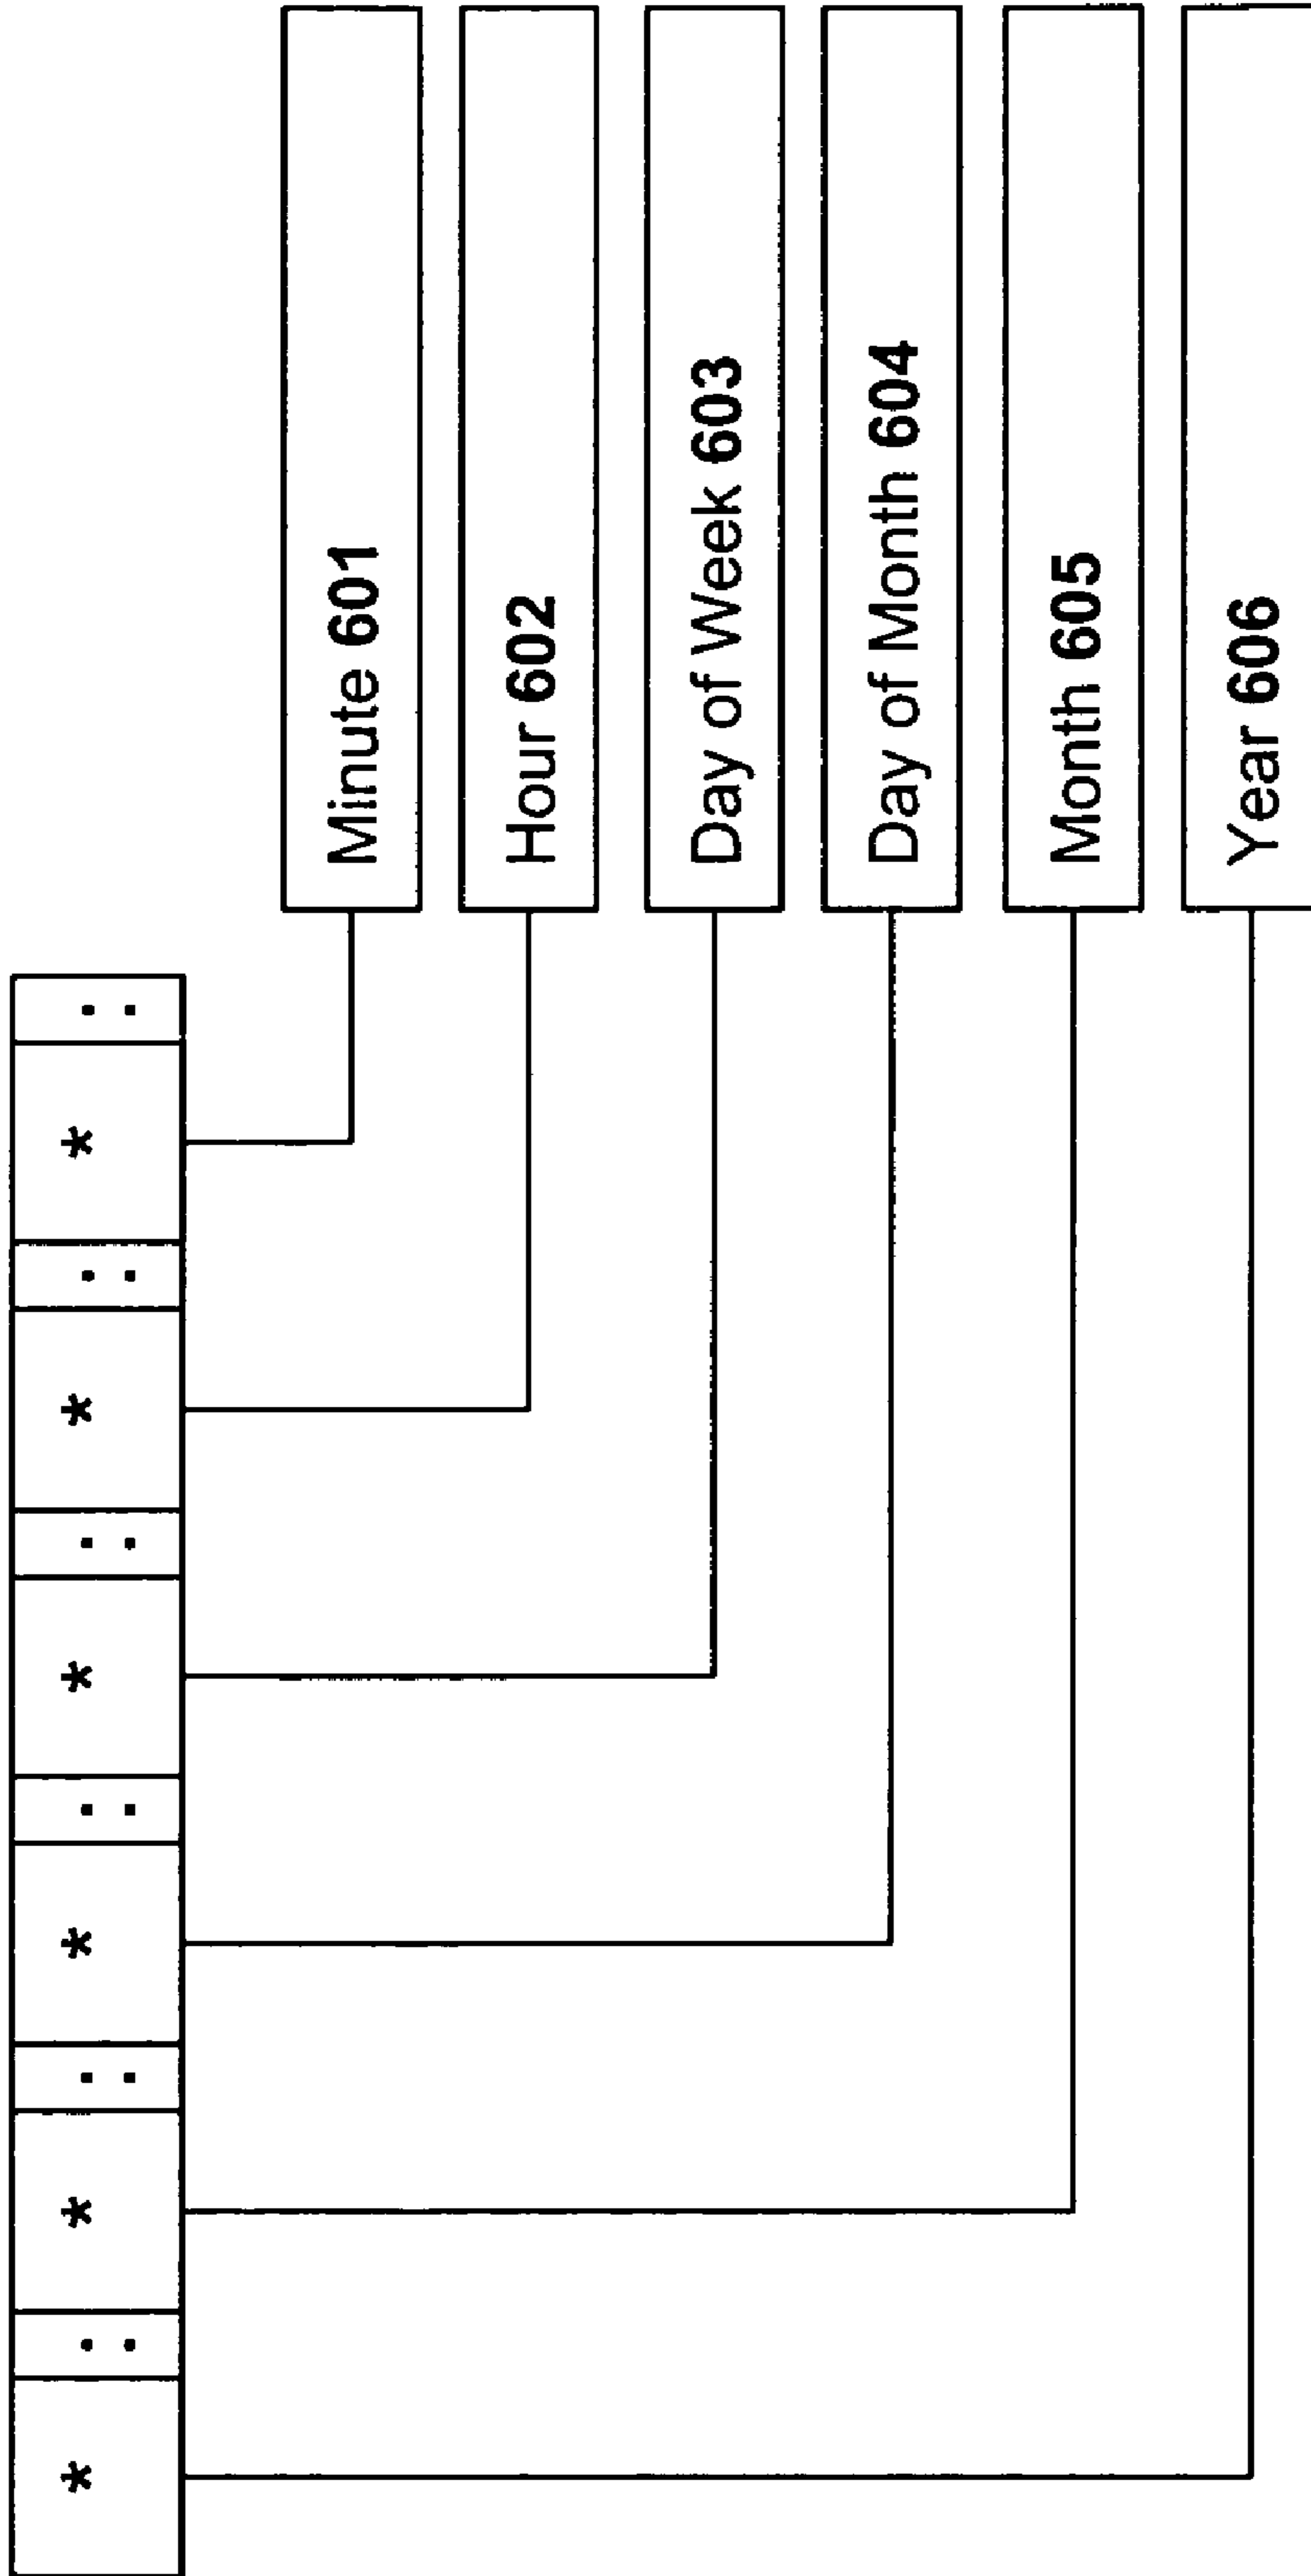 * : * : * : * : * : * :
Minute 601
Hour 602
Day of Week 603
Day of Month 604
Month 605
Year 606